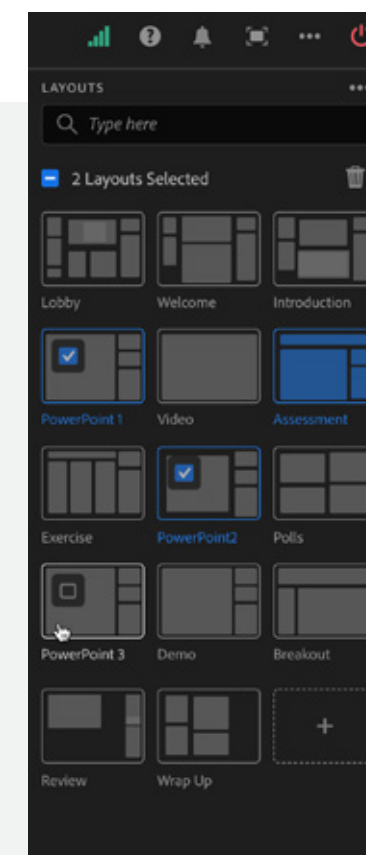 LAYOUTS
Type here
2 Layouts Selected
Lobby
Welcome
Introduction
PowerPoint 1
Video
Assessment
Exercise
PowerPoint2
Polls
PowerPoint 3
Demo
Breakout
Review
Wrap Up